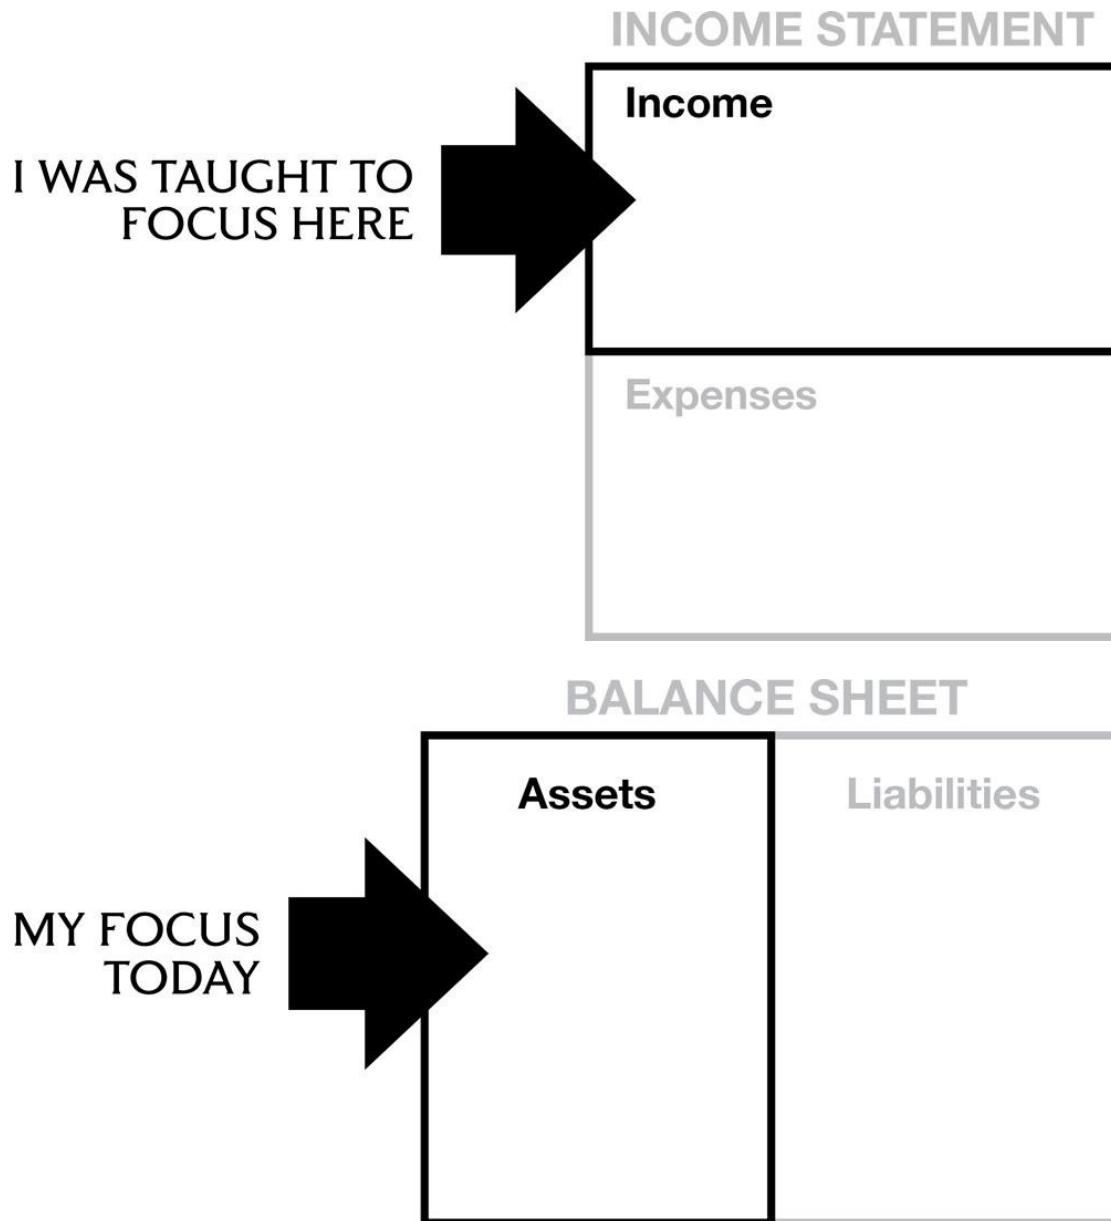 INCOME STATEMENT
Income
I WAS TAUGHT TO
FOCUS HERE
Expenses
BALANCE SHEET
Assets
Liabilities
MY FOCUS
TODAY